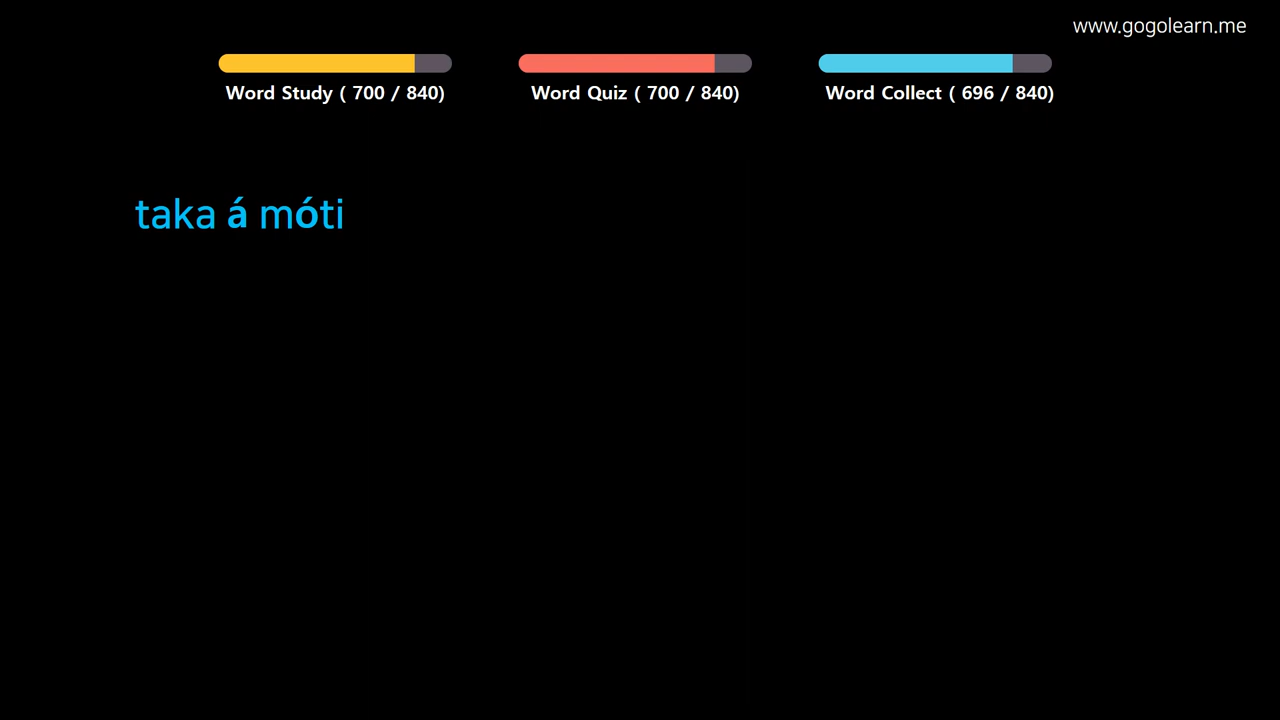 www.gogolearn.me
Word Study ( 700 / 840)
Word Quiz ( 700 / 840)
Word Collect ( 696 / 840)
taka á móti